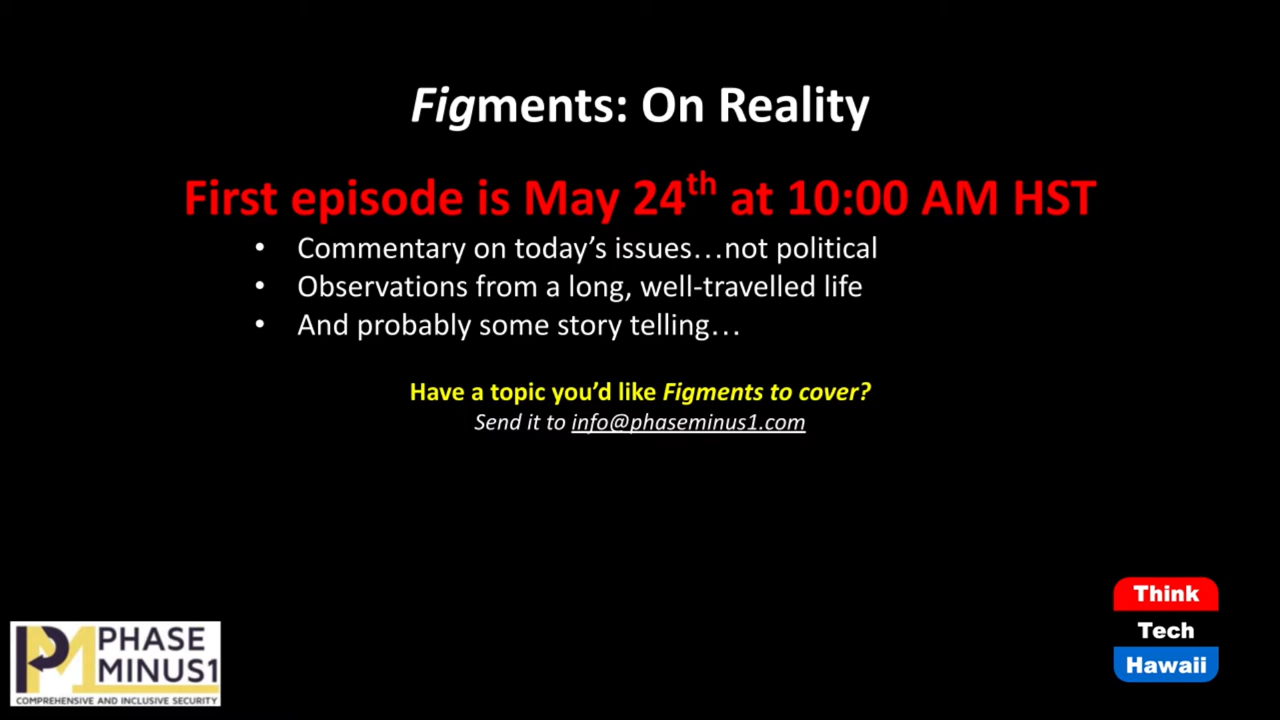 Figments: On Reality
First episode is May 24th at 10:00 AM HST
• Commentary on today’s issues…not political
• Observations from a long, well-travelled life
• And probably some story telling…
Have a topic you’d like Figments to cover?
Send it to info@phaseminus1.com
Think
Tech
Hawaii
PM1
PHASE
MINUS1
COMPREHENSIVE AND INCLUSIVE SECURITY